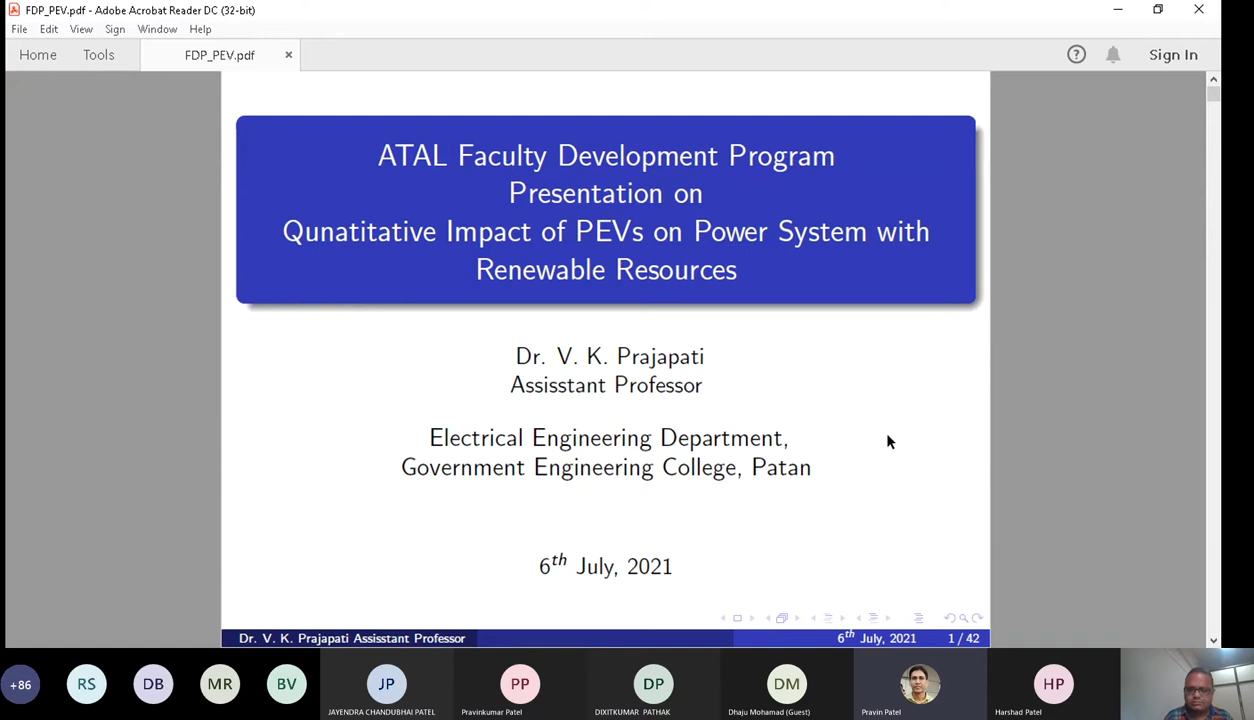 FDP_PEV.pdf - Adobe Acrobat Reader DC (32-bit)
File Edit View Sign Window Help
Home Tools FDP_PEV.pdf × Sign In
ATAL Faculty Development Program
Presentation on
Qunatitative Impact of PEVs on Power System with
Renewable Resources
Dr. V. K. Prajapati
Assisstant Professor
Electrical Engineering Department,
Government Engineering College, Patan
6th July, 2021
Dr. V. K. Prajapati Assisstant Professor 6th July, 2021 1 / 42
+86 RS DB MR BV JP PP DP DM HP
JAYENDRA CHANDUBHAI PATEL Pravinkumar Patel DIXITKUMAR PATHAK Dhaju Mohamad (Guest) Pravin Patel Harshad Patel